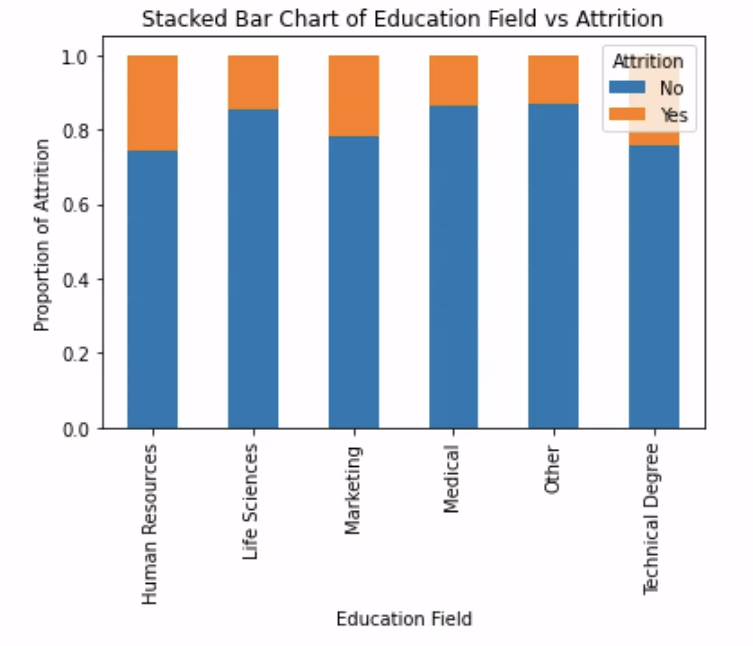 Stacked Bar Chart of Education Field vs Attrition
Proportion of Attrition
1.0
0.8
0.6
0.4
0.2
0.0
Attrition
No
Yes
Human Resources
Life Sciences
Marketing
Medical
Other
Technical Degree
Education Field